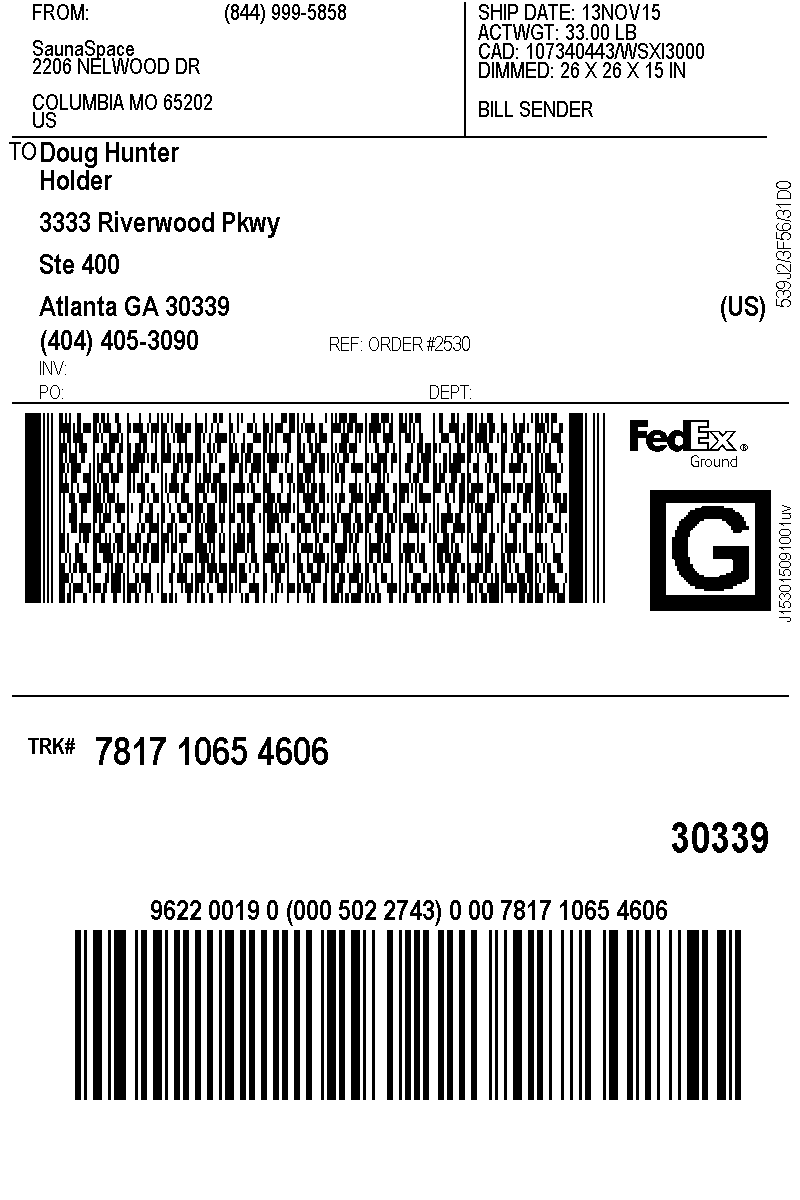 FROM: (844) 999-5858
SaunaSpace
2206 NELWOOD DR
COLUMBIA MO 65202
US
SHIP DATE: 13NOV15
ACTWGT: 33.00 LB
CAD: 107340443/WSXI3000
DIMMED: 26 X 26 X 15 IN
BILL SENDER
TO Doug Hunter
Holder
3333 Riverwood Pkwy
Ste 400
Atlanta GA 30339 (US)
(404) 405-3090 REF: ORDER #2530
INV:
PO: DEPT:
539J2/3F56/31D0
FedEx®
Ground
G
J153015091001uv
TRK# 7817 1065 4606
30339
9622 0019 0 (000 502 2743) 0 00 7817 1065 4606